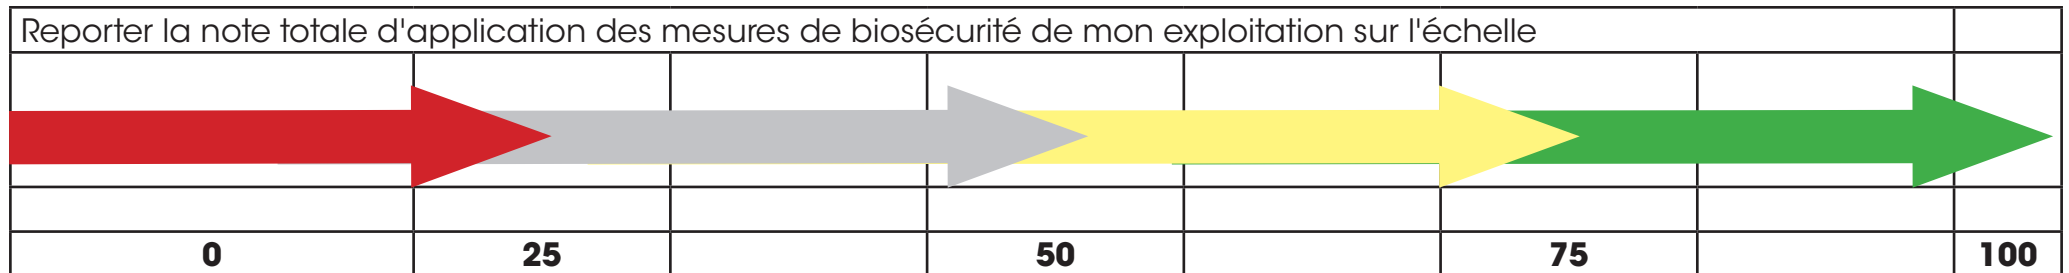 Reporter la note totale d'application des mesures de biosécurité de mon exploitation sur l'échelle
0 25 50 75 100